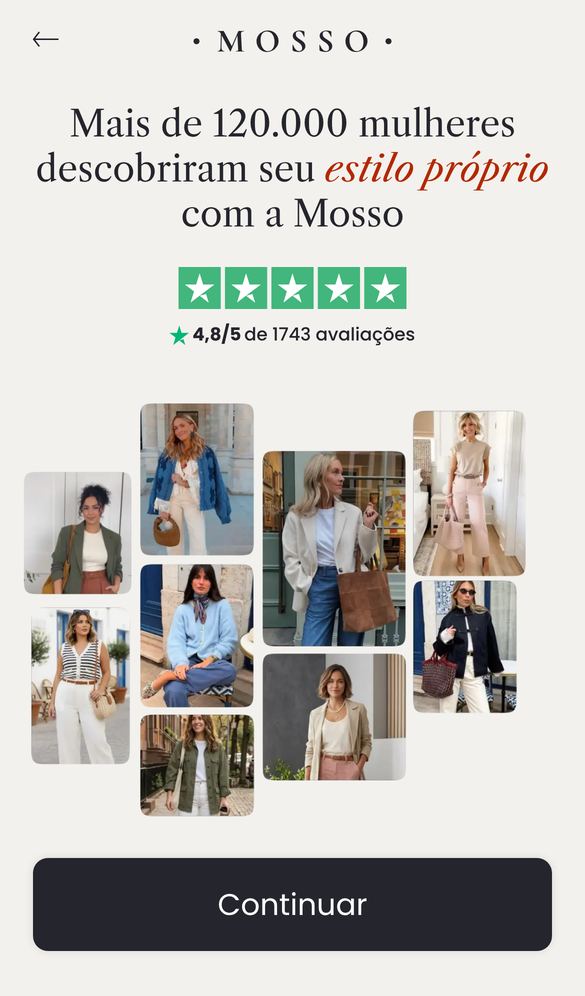 · MOSSO ·
Mais de 120.000 mulheres
descobriram seu estilo próprio
com a Mosso
4,8/5 de 1743 avaliações
Continuar